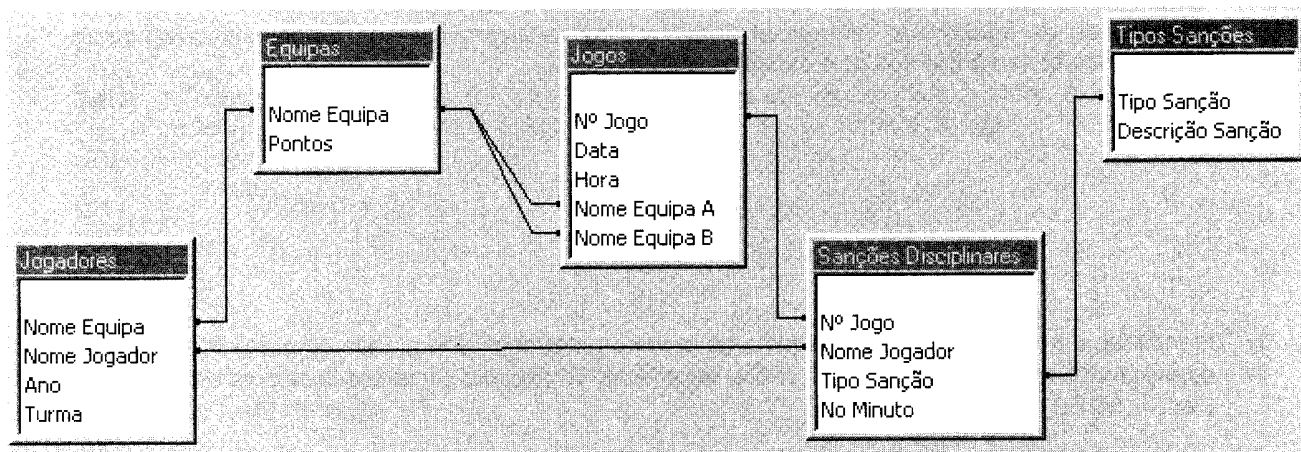 Equipas
Nome Equipa
Pontos
Jogos
Nº Jogo
Data
Hora
Nome Equipa A
Nome Equipa B
Tipos Sanções
Tipo Sanção
Descrição Sanção
Jogadores
Nome Equipa
Nome Jogador
Ano
Turma
Sanções Disciplinares
Nº Jogo
Nome Jogador
Tipo Sanção
No Minuto